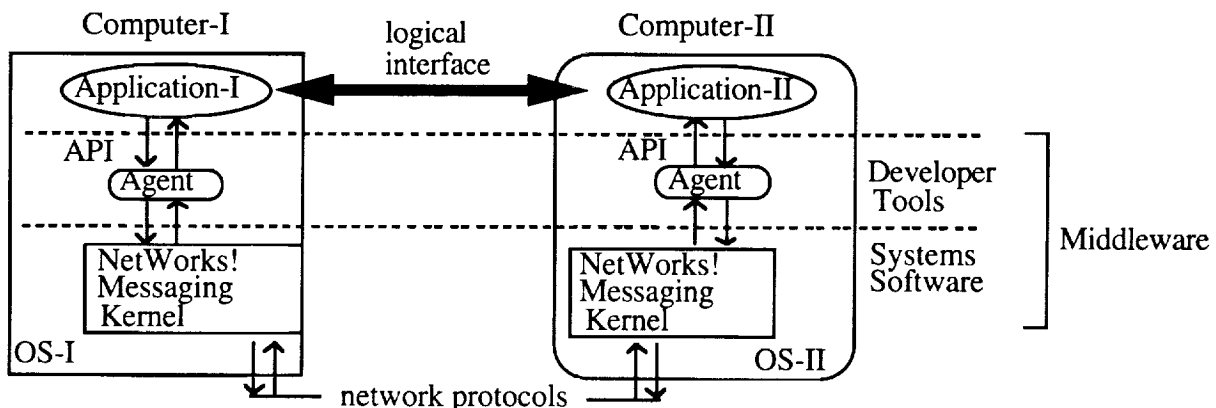 Computer-I
logical
interface
Computer-II
Application-I
Application-II
API
API
Agent
Agent
Developer
Tools
Middleware
NetWorks!
Messaging
Kernel
NetWorks!
Messaging
Kernel
Systems
Software
OS-I
OS-II
network protocols